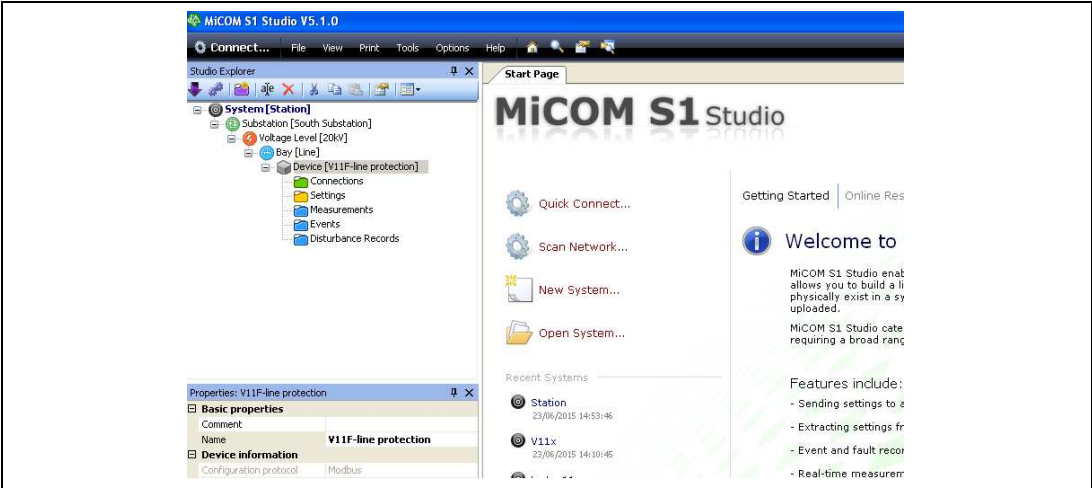 MiCOM S1 Studio V5.1.0
Connect... File View Print Tools Options Help
Studio Explorer
System [Station]
Substation [South Substation]
Voltage Level [20kV]
Bay [Line]
Device [V11F-line protection]
Connections
Settings
Measurements
Events
Disturbance Records
Properties: V11F-line protection
Basic properties
Comment
Name V11F-line protection
Device information
Configuration protocol Modbus
Start Page
MiCOM S1 Studio
Quick Connect...
Scan Network...
New System...
Open System...
Recent Systems
Station
23/06/2015 14:53:46
V11x
23/06/2015 14:10:45
Getting Started Online Res
Welcome to
MiCOM S1 Studio enab
allows you to build a li
physically exist in a sy
uploaded.
MiCOM S1 Studio cate
requiring a broad rang
Features include:
- Sending settings to a
- Extracting settings fr
- Event and fault recor
- Real-time measurem